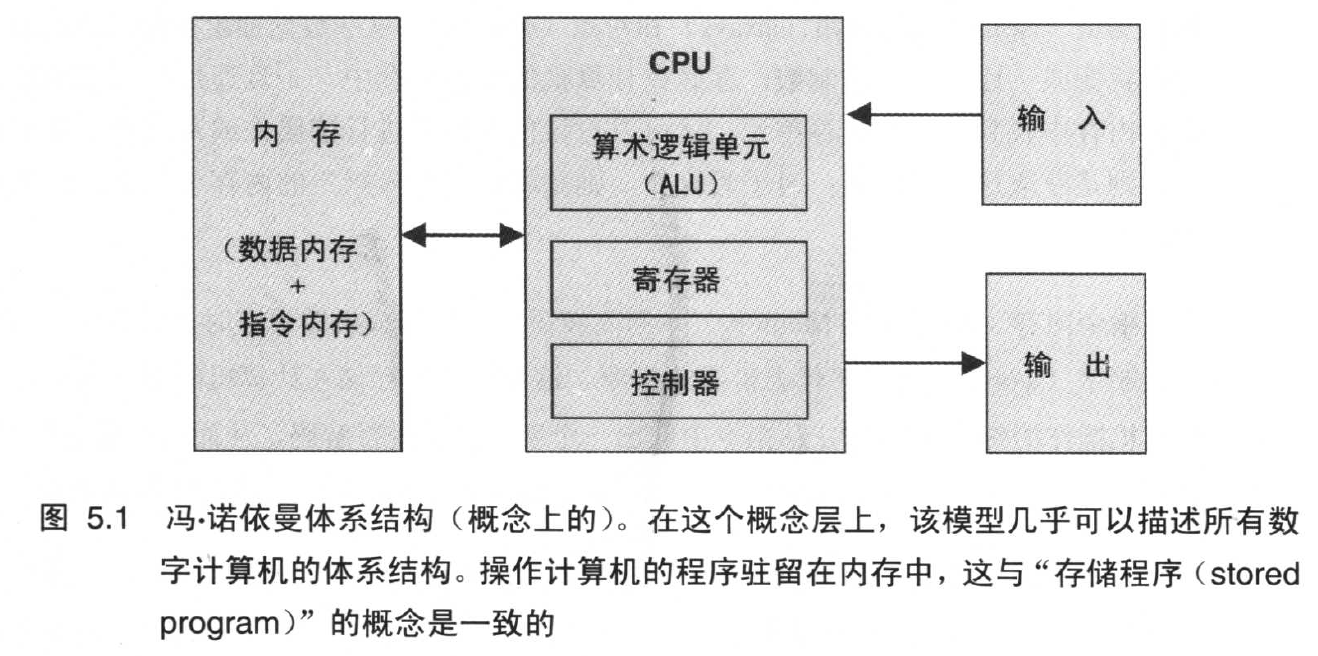 CPU
内 存
(数据内存
+
指令内存)
算术逻辑单元
(ALU)
寄存器
控制器
输 入
输 出
图 5.1 冯·诺依曼体系结构(概念上的)。在这个概念层上,该模型几乎可以描述所有数
字计算机的体系结构。操作计算机的程序驻留在内存中,这与“存储程序(stored
program)”的概念是一致的